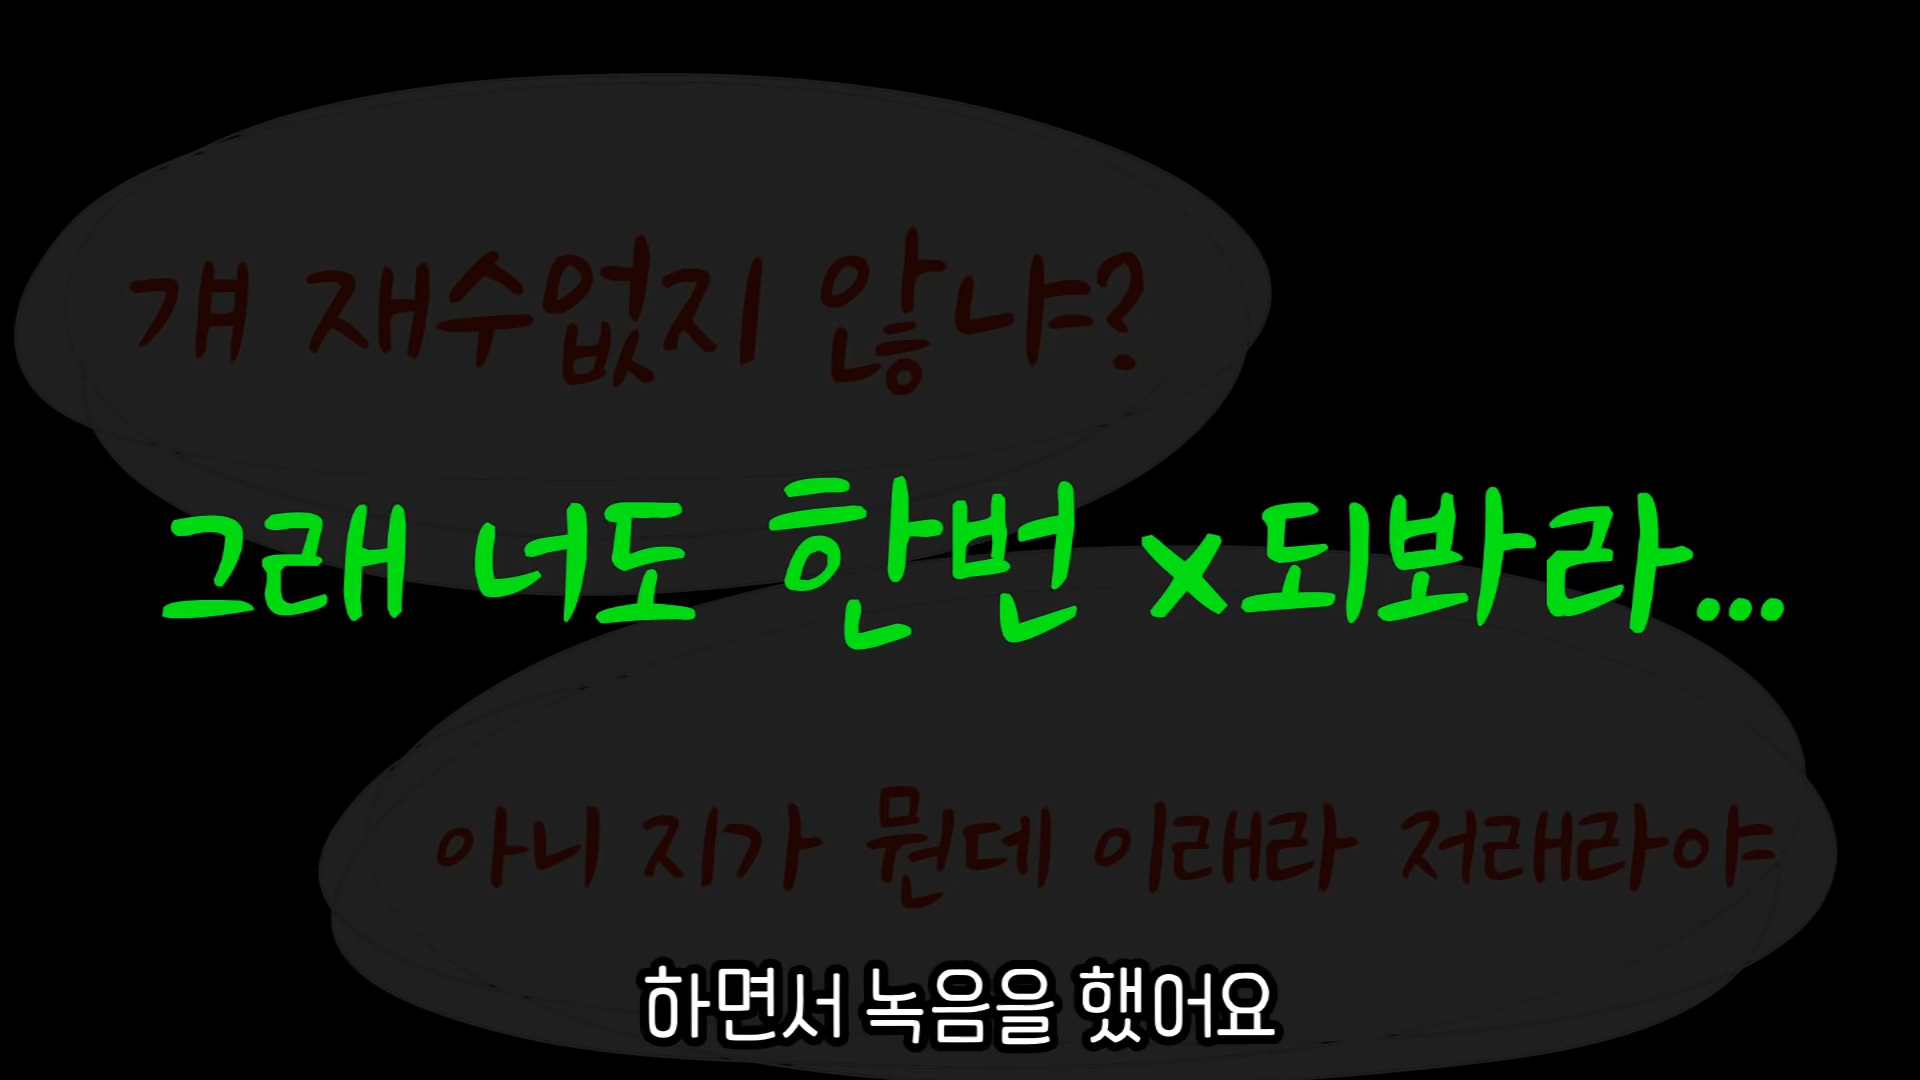 걔 재수없지 않냐?
그래 너도 한번 x되봐라...
아니 지가 뭔데 이래라 저래라야
하면서 녹음을 했어요